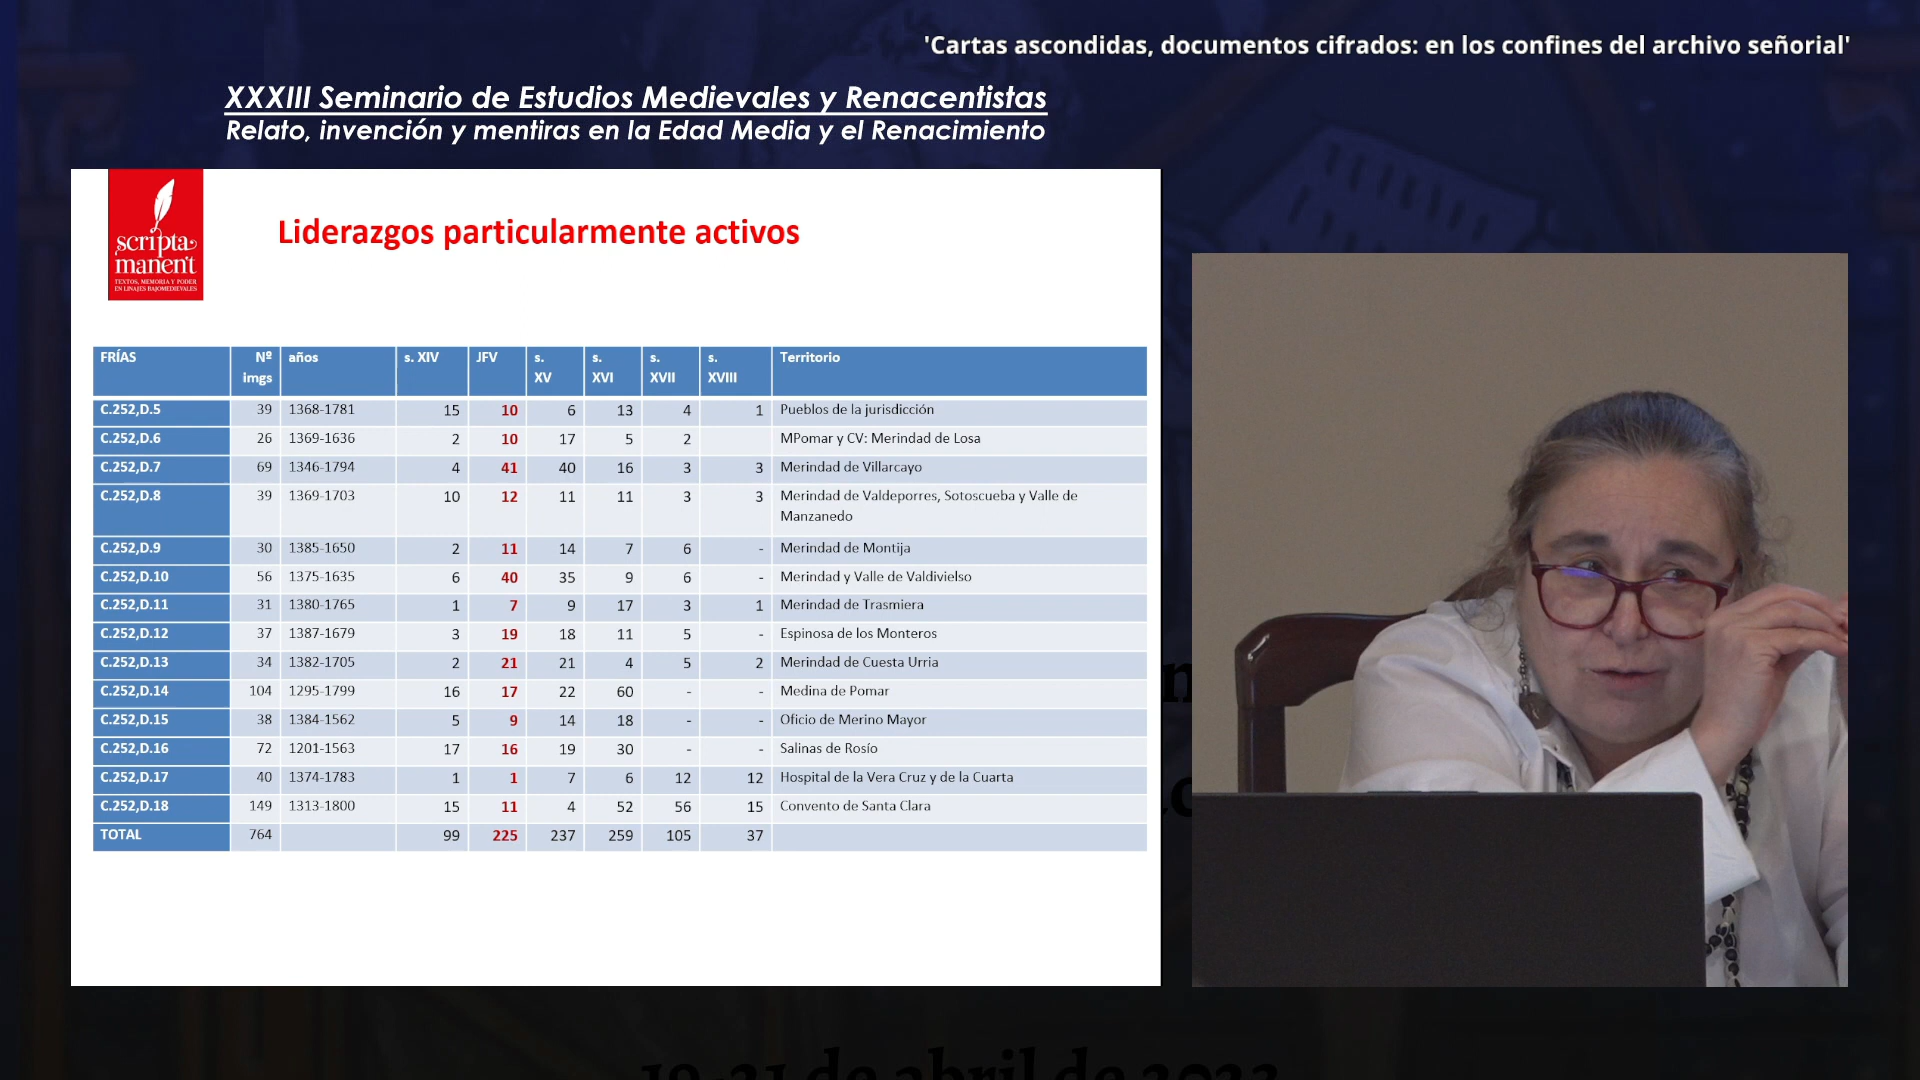 'Cartas ascondidas, documentos cifrados: en los confines del archivo señorial'
XXXIII Seminario de Estudios Medievales y Renacentistas
Relato, invención y mentiras en la Edad Media y el Renacimiento
scripta
manent
TEXTOS, MEMORIA Y PODER
EN LINAJES BAJOMEDIEVALES
Liderazgos particularmente activos
FRÍAS Nº imgs años s. XIV JFV s. XV s. XVI s. XVII s. XVIII Territorio
C.252,D.5 39 1368-1781 15 10 6 13 4 1 Pueblos de la jurisdicción
C.252,D.6 26 1369-1636 2 10 17 5 2 MPomar y CV: Merindad de Losa
C.252,D.7 69 1346-1794 4 41 40 16 3 3 Merindad de Villarcayo
C.252,D.8 39 1369-1703 10 12 11 11 3 3 Merindad de Valdeporres, Sotoscueba y Valle de
Manzanedo
C.252,D.9 30 1385-1650 2 11 14 7 6 - Merindad de Montija
C.252,D.10 56 1375-1635 6 40 35 9 6 - Merindad y Valle de Valdivielso
C.252,D.11 31 1380-1765 1 7 9 17 3 1 Merindad de Trasmiera
C.252,D.12 37 1387-1679 3 19 18 11 5 - Espinosa de los Monteros
C.252,D.13 34 1382-1705 2 21 21 4 5 2 Merindad de Cuesta Urria
C.252,D.14 104 1295-1799 16 17 22 60 - - Medina de Pomar
C.252,D.15 38 1384-1562 5 9 14 18 - - Oficio de Merino Mayor
C.252,D.16 72 1201-1563 17 16 19 30 - - Salinas de Rosío
C.252,D.17 40 1374-1783 1 1 7 6 12 12 Hospital de la Vera Cruz y de la Cuarta
C.252,D.18 149 1313-1800 15 11 4 52 56 15 Convento de Santa Clara
TOTAL 764 99 225 237 259 105 37
19-21 de abril de 2023